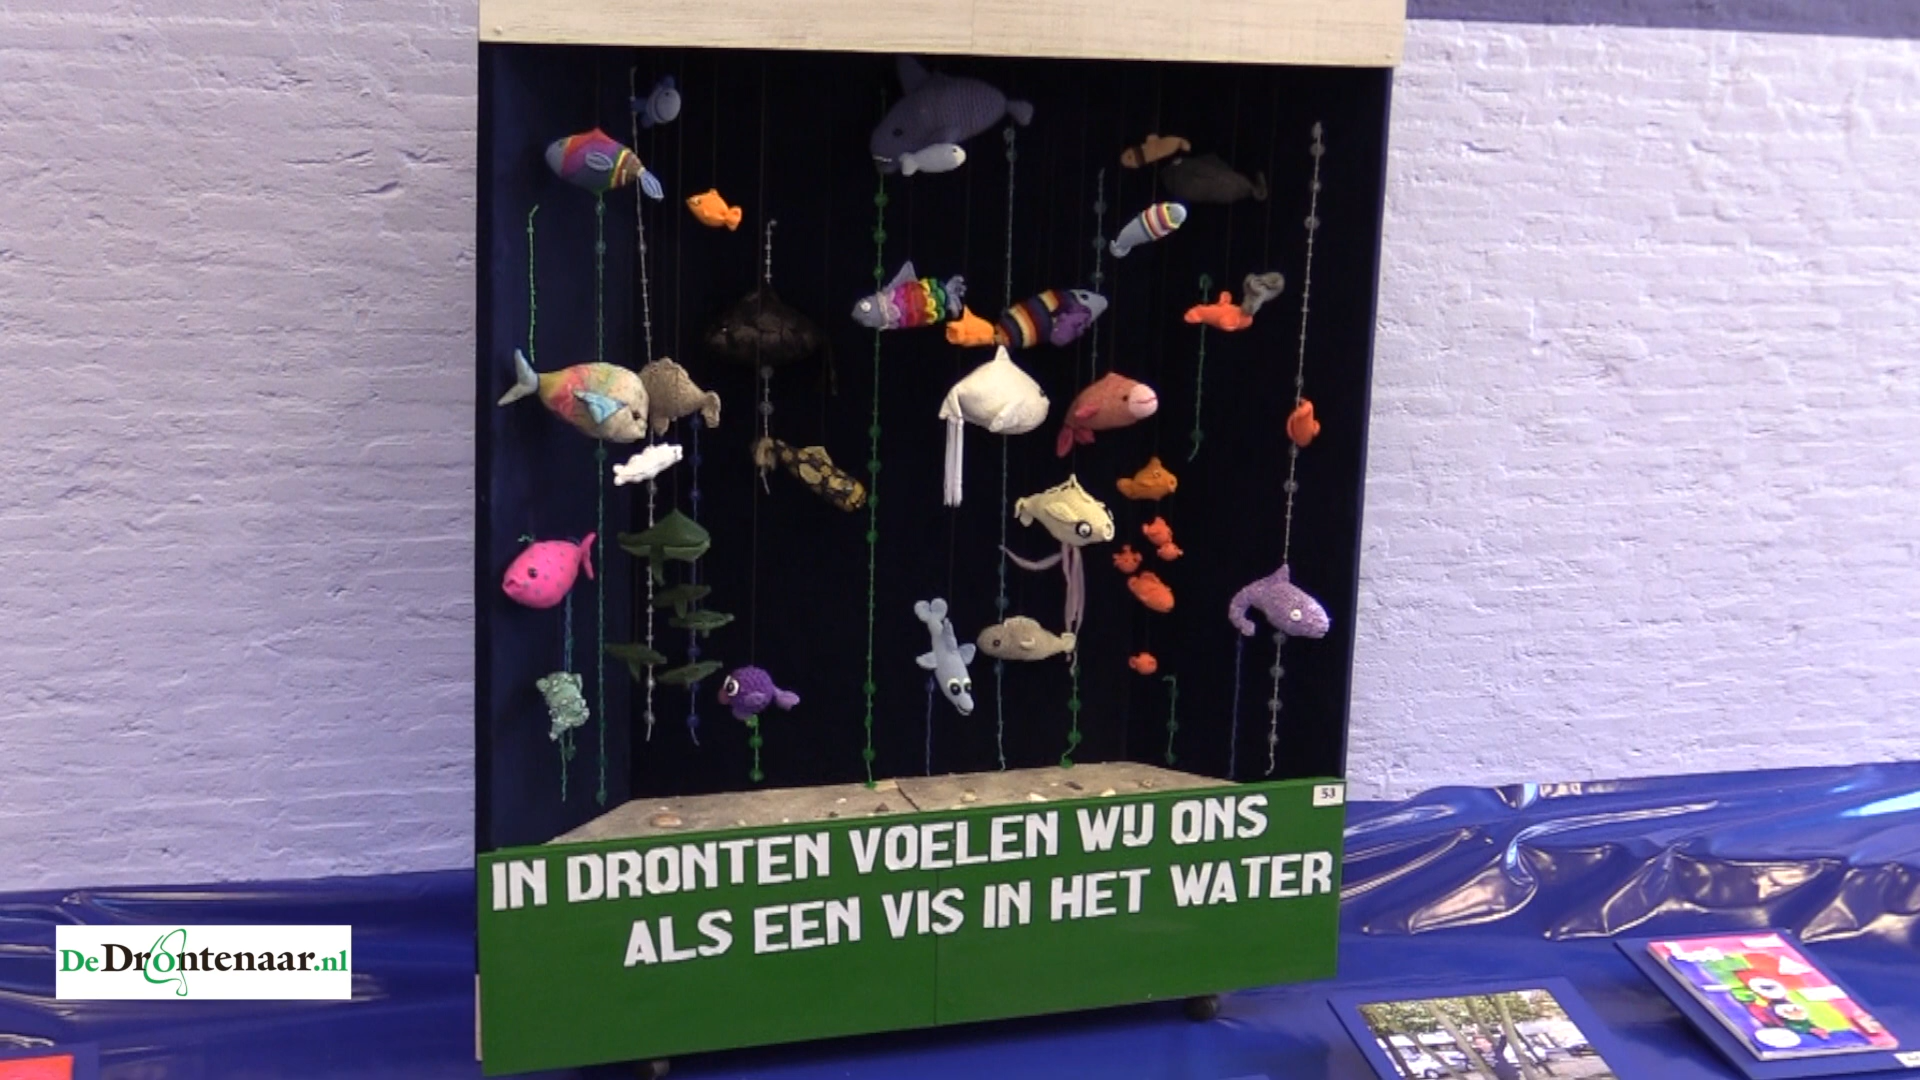 53
IN DRONTEN VOELEN WIJ ONS
ALS EEN VIS IN HET WATER
DeDrontenaar.nl